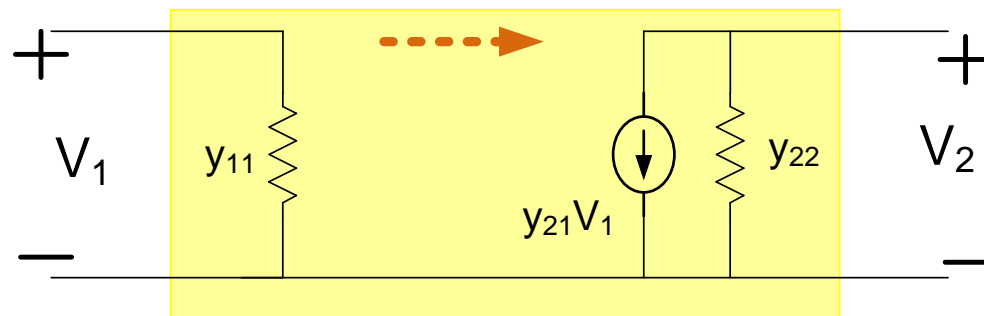 +
+
V₁
y₁₁
y₂₁V₁
y₂₂
V₂
−
−